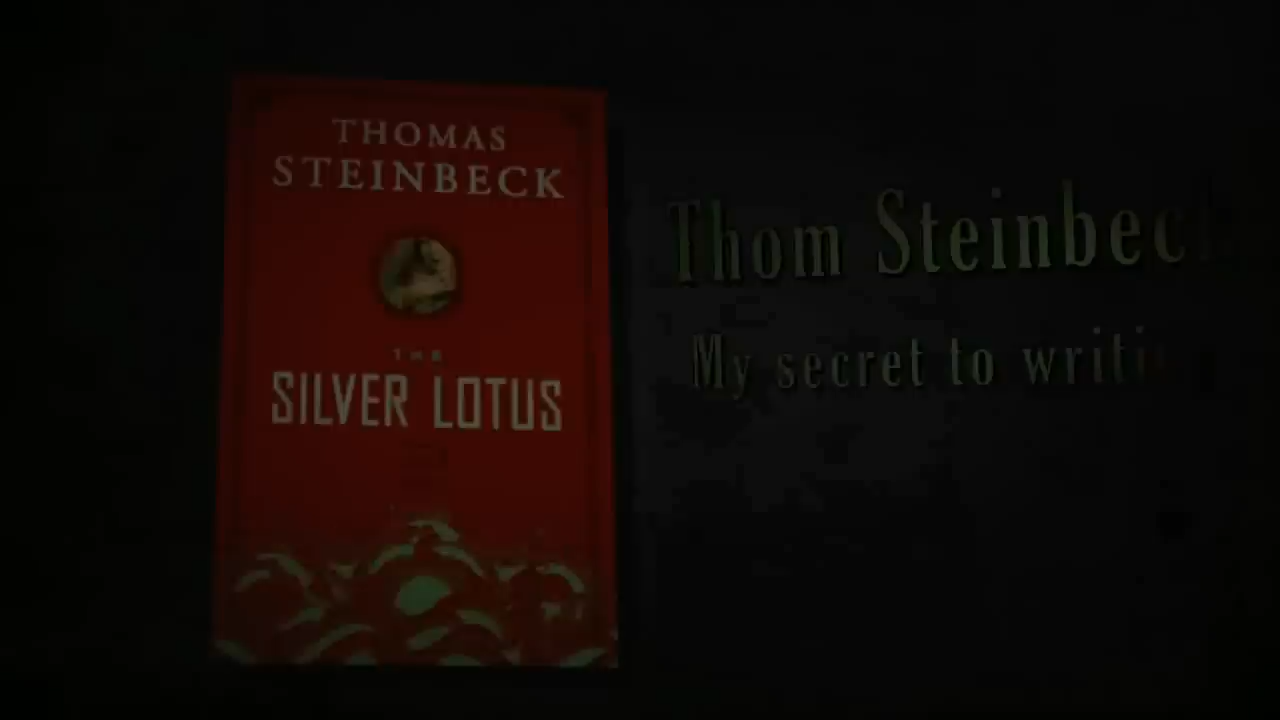 THOMAS
STEINBECK
THE
SILVER LOTUS
Thom Steinbeck
My secret to